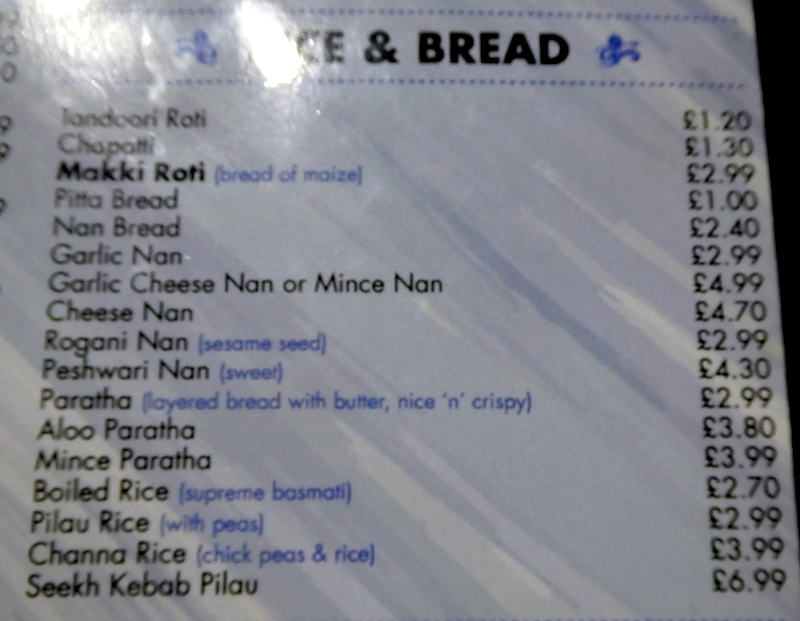 & BREAD
Tandoori Roti £1.20
Chapatti £1.30
Makki Roti (bread of maize) £2.99
Pitta Bread £1.00
Nan Bread £2.40
Garlic Nan £2.99
Garlic Cheese Nan or Mince Nan £4.99
Cheese Nan £4.70
Rogani Nan (sesame seed) £2.99
Peshwari Nan (sweet) £4.30
Paratha (layered bread with butter, nice 'n' crispy) £2.99
Aloo Paratha £3.80
Mince Paratha £3.99
Boiled Rice (supreme basmati) £2.70
Pilau Rice (with peas) £2.99
Channa Rice (chick peas & rice) £3.99
Seekh Kebab Pilau £6.99